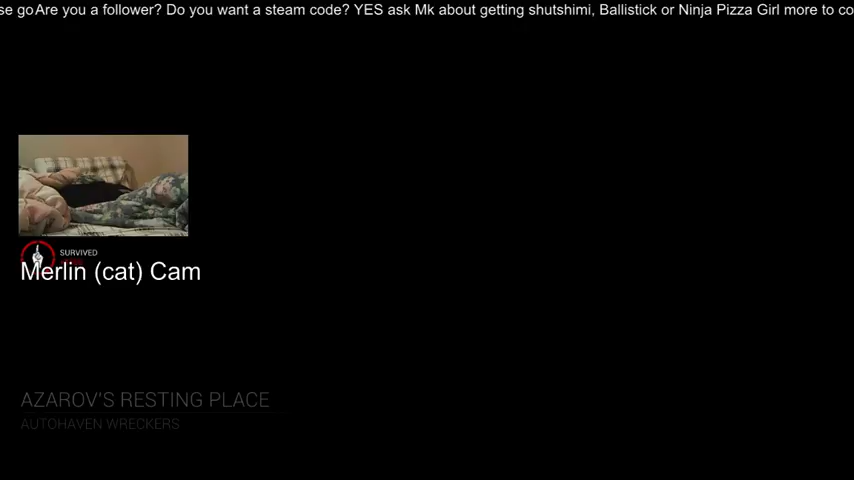 se goAre you a follower? Do you want a steam code? YES ask Mk about getting shutshimi, Ballistick or Ninja Pizza Girl more to co
SURVIVED
Merlin (cat) Cam
AZAROV'S RESTING PLACE
AUTOHAVEN WRECKERS